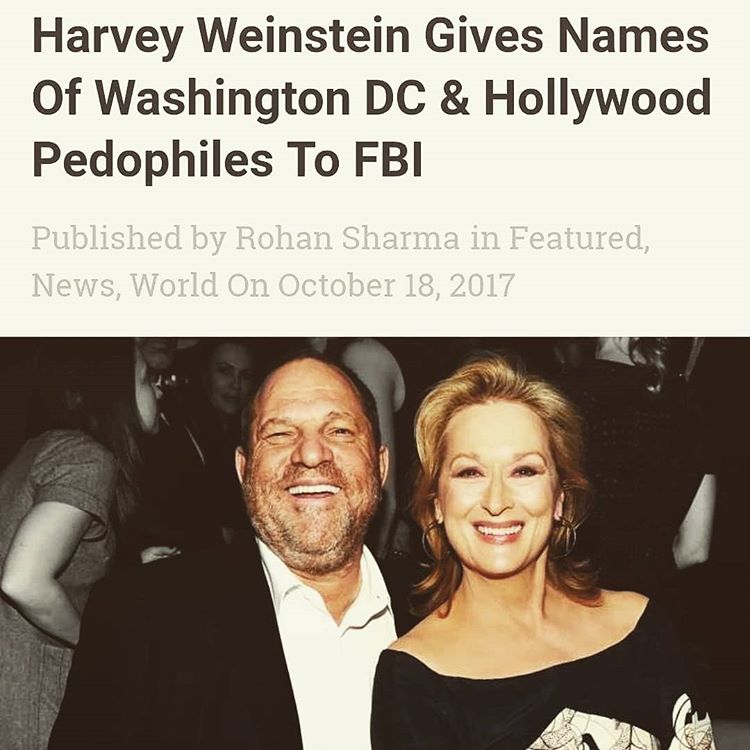 Harvey Weinstein Gives Names
Of Washington DC & Hollywood
Pedophiles To FBI
Published by Rohan Sharma in Featured,
News, World On October 18, 2017